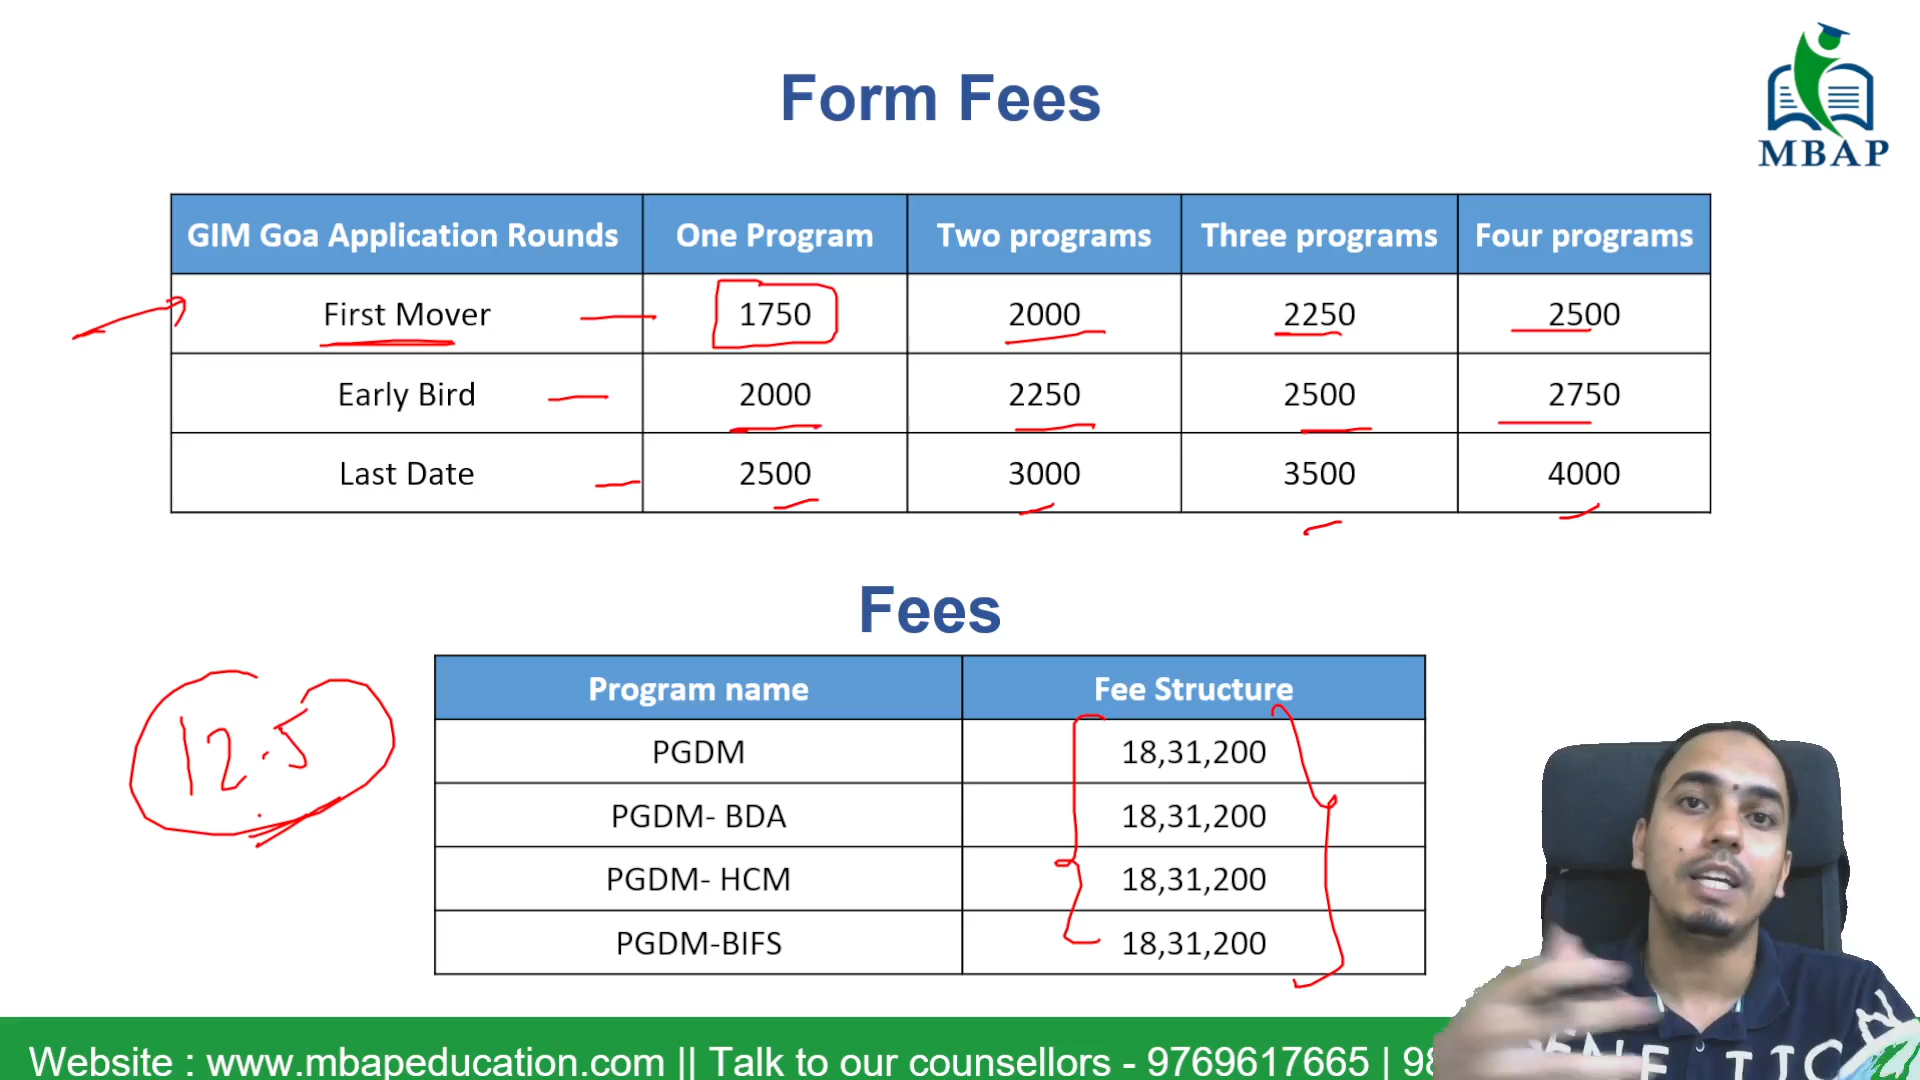 Form Fees
MBAP
GIM Goa Application Rounds One Program Two programs Three programs Four programs
First Mover 1750 2000 2250 2500
Early Bird 2000 2250 2500 2750
Last Date 2500 3000 3500 4000
Fees
Program name Fee Structure
PGDM 18,31,200
12.5
PGDM- BDA 18,31,200
PGDM- HCM 18,31,200
PGDM-BIFS 18,31,200
Website : www.mbapeducation.com || Talk to our counsellors - 9769617665 | 98